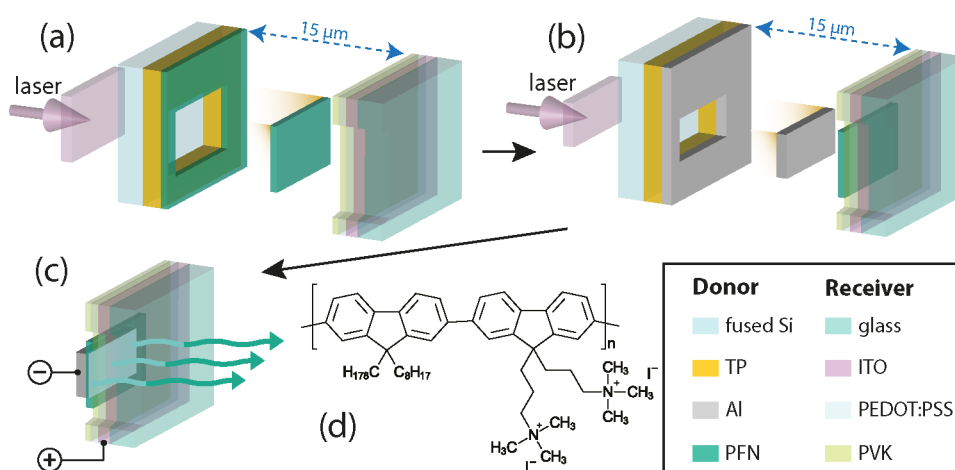 (a)
15 µm
laser
(b)
15 µm
laser
(c)
(d)
n
H₁₇₈C
C₈H₁₇
CH₃
N⁺
CH₃
CH₃
I⁻
CH₃
N⁺
H₃C
CH₃
I⁻
Donor Receiver
fused Si glass
TP ITO
Al PEDOT:PSS
PFN PVK